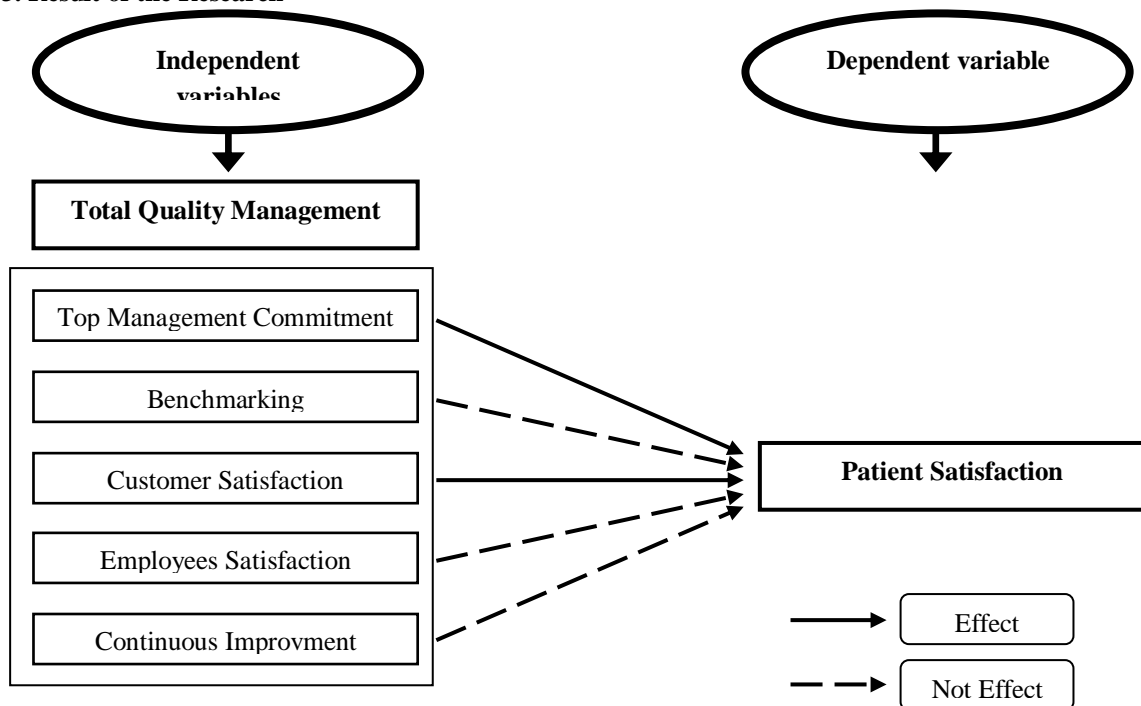 Result of the Research
Independent
variables
Dependent variable
Total Quality Management
Top Management Commitment
Benchmarking
Customer Satisfaction
Patient Satisfaction
Employees Satisfaction
Continuous Improvment
Effect
Not Effect